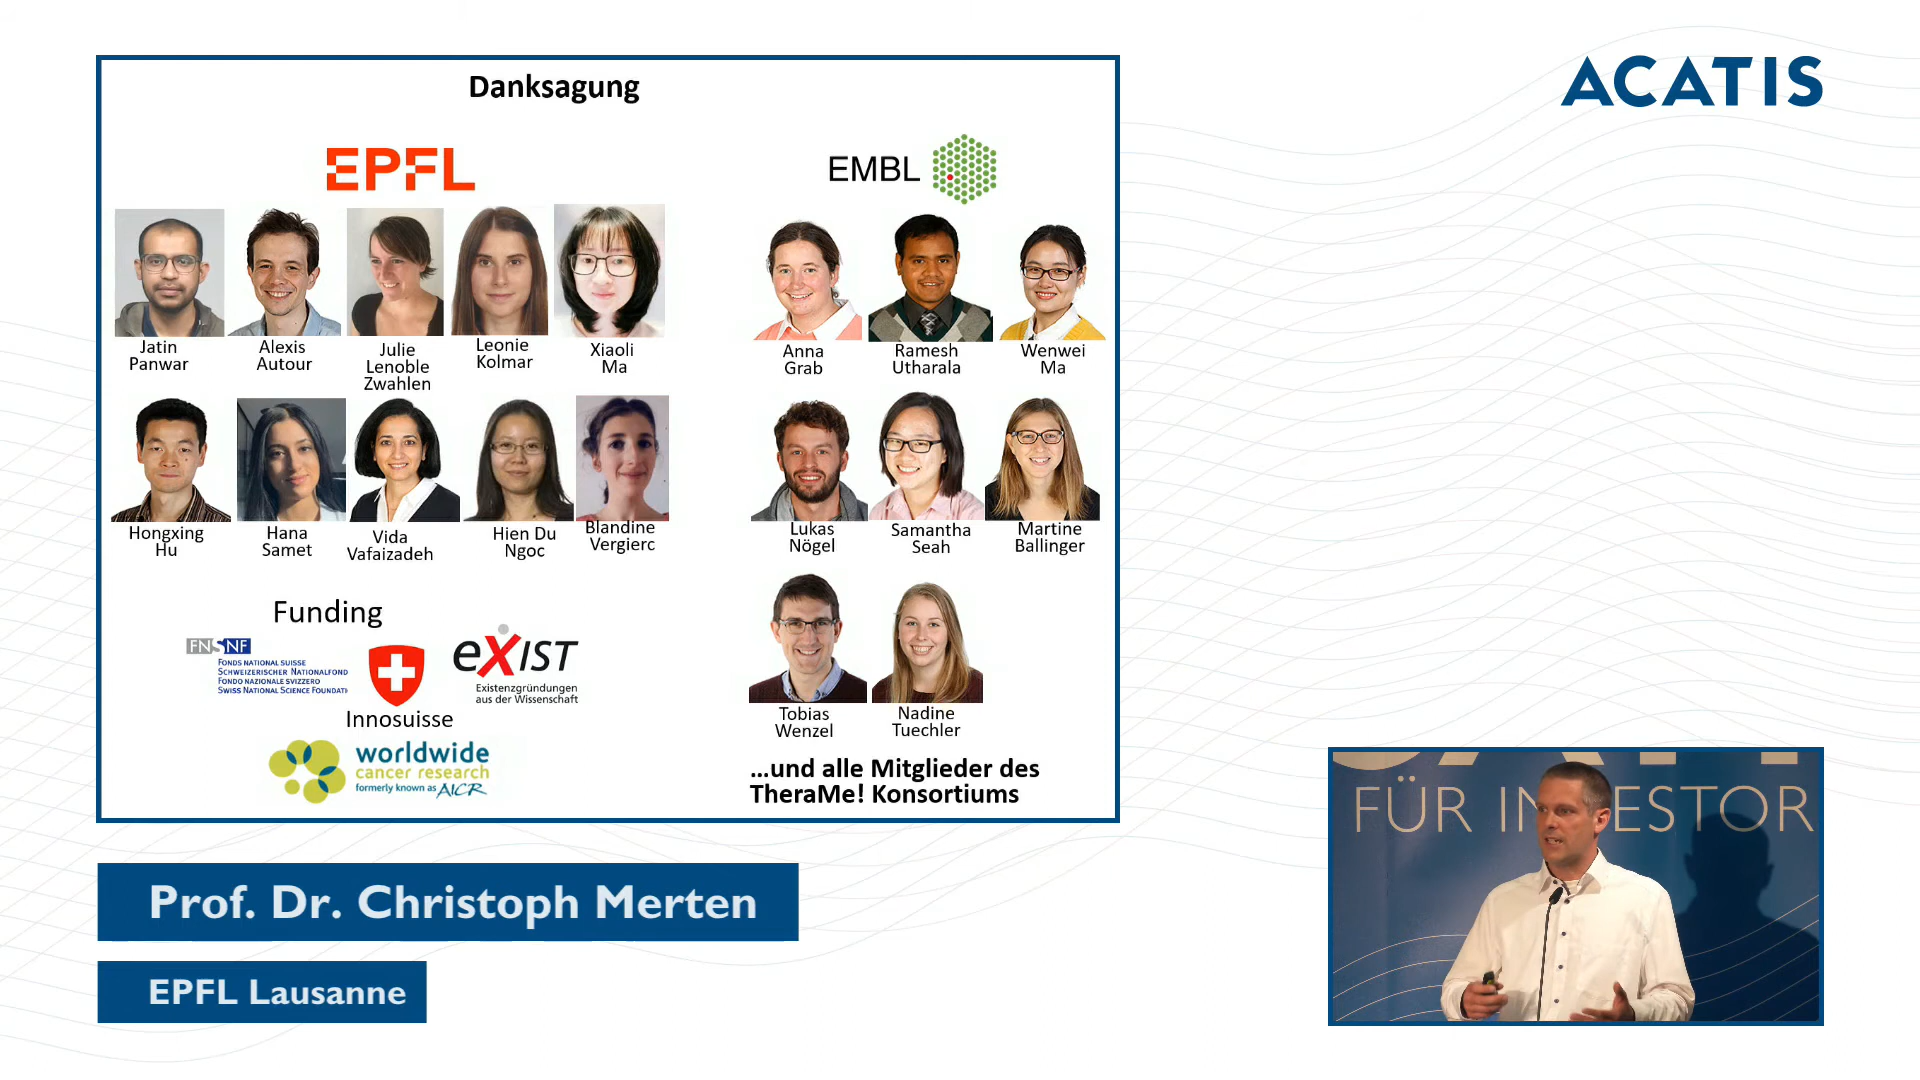 ACATIS
Danksagung
EPFL
EMBL
Jatin
Panwar
Alexis
Autour
Julie
Lenoble
Zwahlen
Leonie
Kolmar
Xiaoli
Ma
Anna
Grab
Ramesh
Utharala
Wenwei
Ma
Hongxing
Hu
Hana
Samet
Vida
Vafaizadeh
Hien Du
Ngoc
Blandine
Vergierc
Lukas
Nögel
Samantha
Seah
Martine
Ballinger
Tobias
Wenzel
Nadine
Tuechler
Funding
FNSNF
FONDS NATIONAL SUISSE
SCHWEIZERISCHER NATIONALFOND
FONDO NAZIONALE SVIZZERO
SWISS NATIONAL SCIENCE FOUNDATI
Innosuisse
eXIST
Existenzgründungen
aus der Wissenschaft
worldwide
cancer research
formerly known as AICR
...und alle Mitglieder des
TheraMe! Konsortiums
FÜR IN ESTOR
Prof. Dr. Christoph Merten
EPFL Lausanne